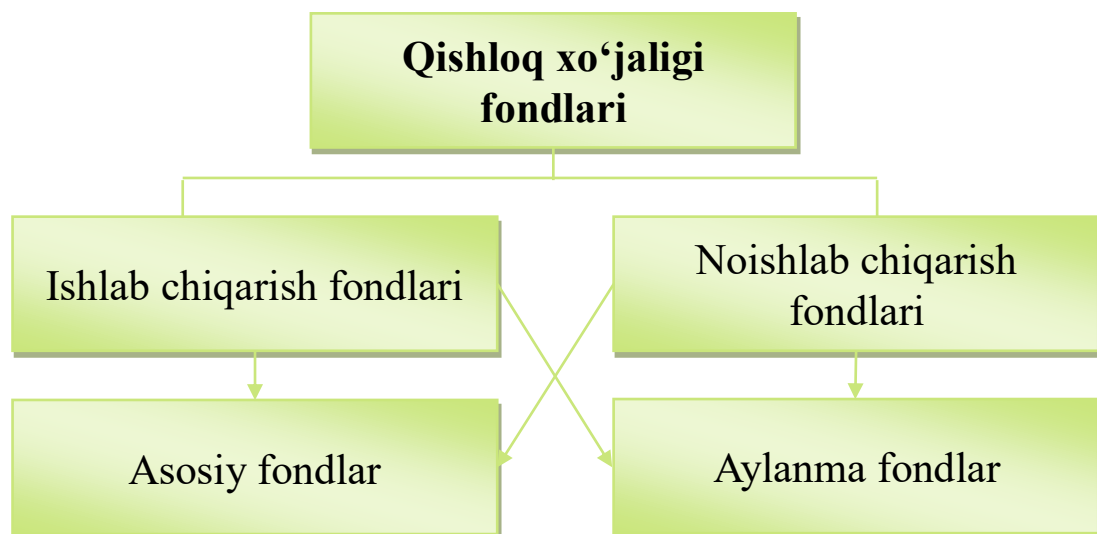 Qishloq xo‘jaligi
fondlari
Ishlab chiqarish fondlari
Noishlab chiqarish
fondlari
Asosiy fondlar
Aylanma fondlar